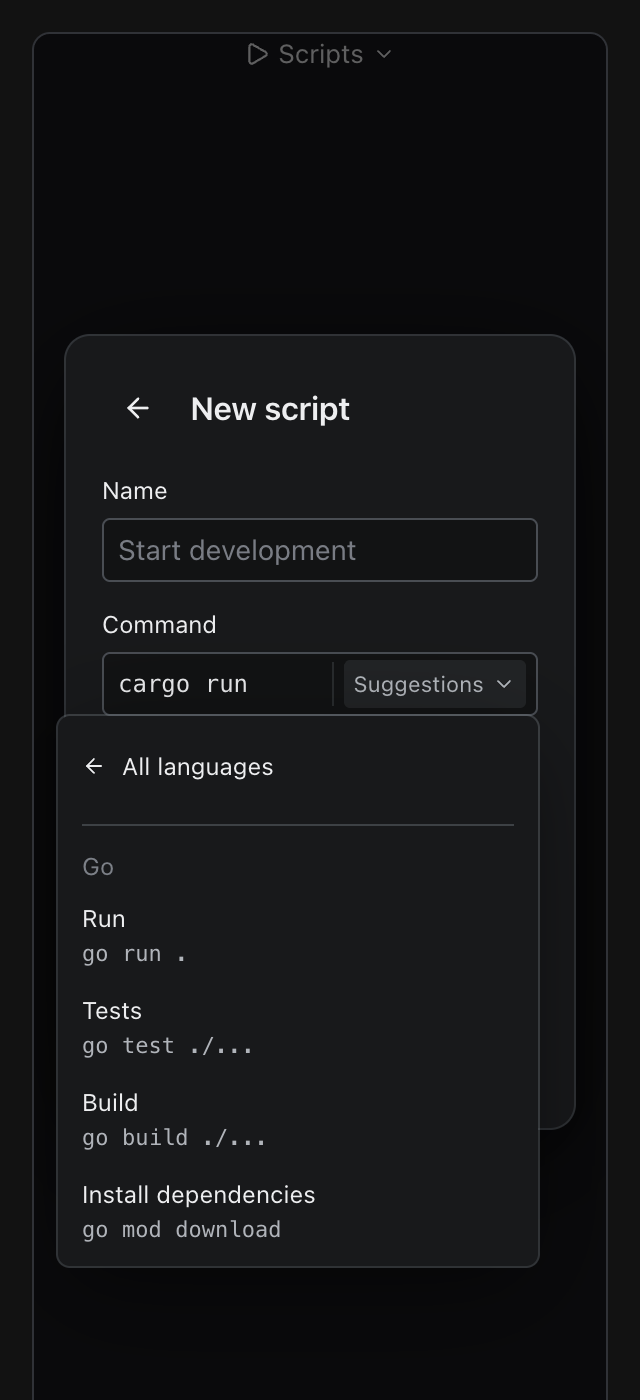 Scripts
New script
Name
Start development
Command
cargo run
Suggestions
All languages
Go
Run
go run .
Tests
go test ./...
Build
go build ./...
Install dependencies
go mod download